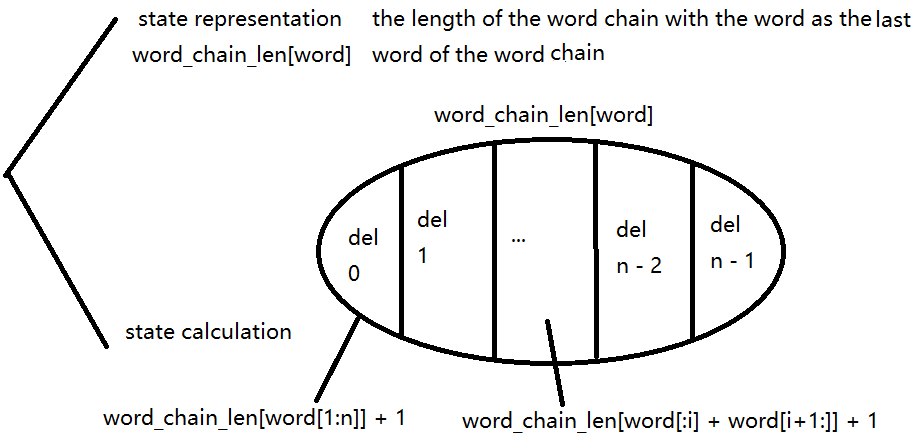 state representation the length of the word chain with the word as the last
word_chain_len[word] word of the word chain
word_chain_len[word]
del
0
del
1
...
del
n - 2
del
n - 1
state calculation
word_chain_len[word[1:n]] + 1
word_chain_len[word[:i] + word[i+1:]] + 1